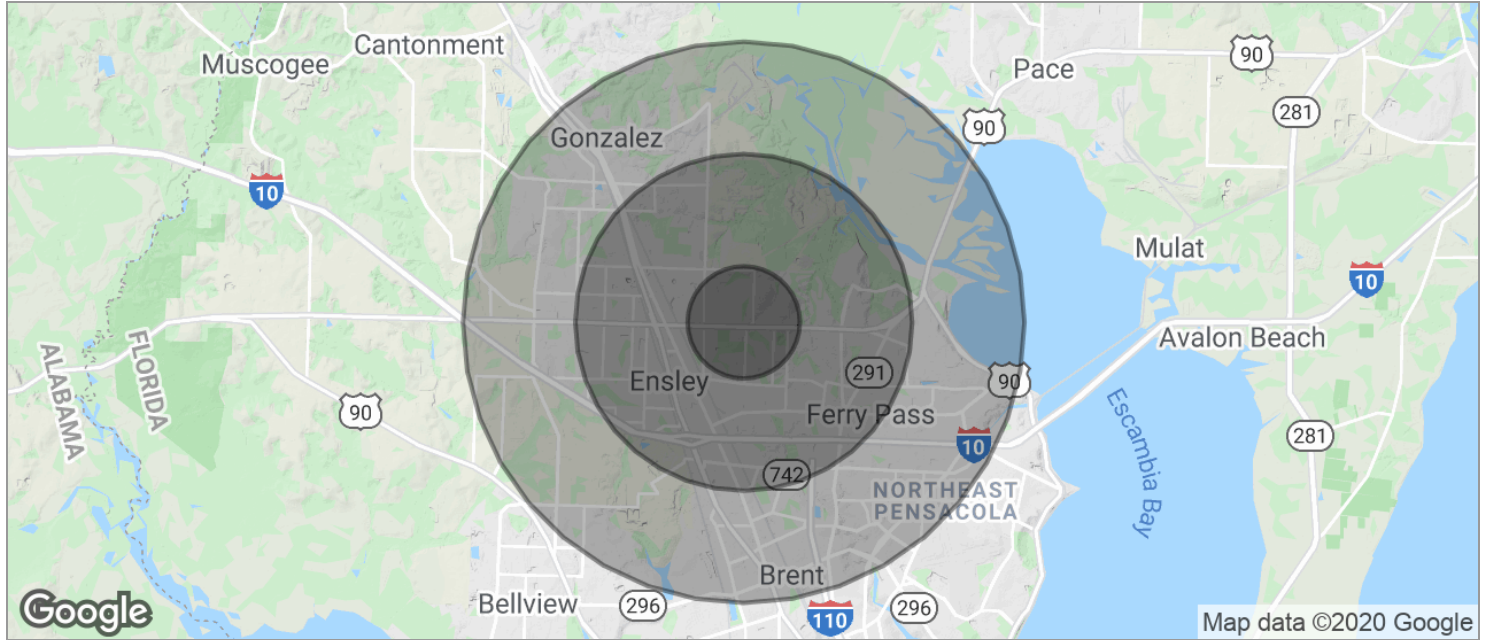 Cantonment
Muscogee
Pace
90
281
90
Gonzalez
10
Mulat
10
Avalon Beach
ALABAMA
FLORIDA
Ensley
291
90
90
Ferry Pass
Escambia Bay
281
10
742
NORTHEAST
PENSACOLA
Brent
Bellview
296
110
296
Google
Map data ©2020 Google